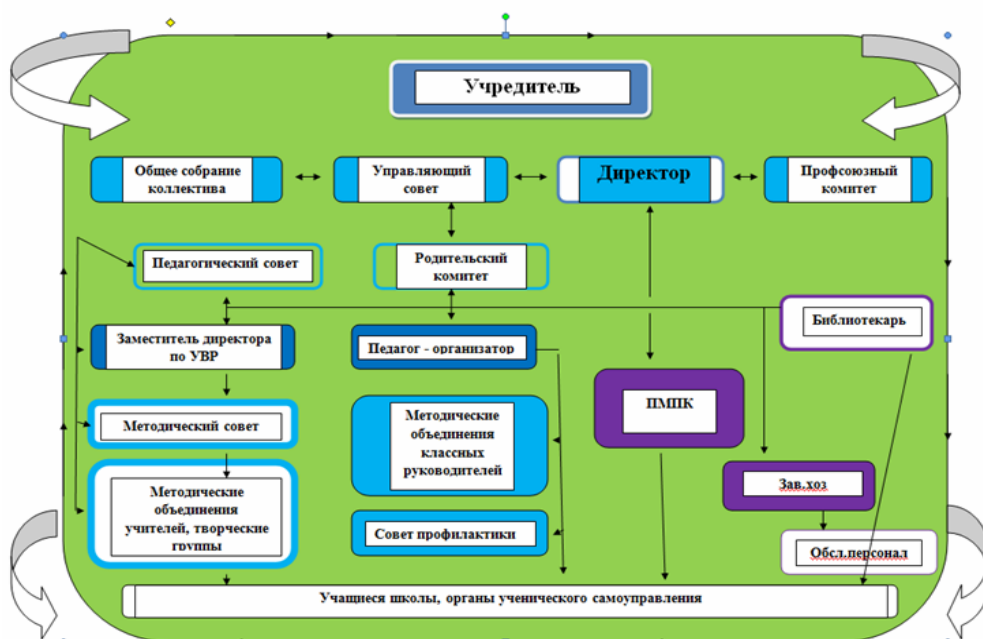 Учредитель
Общее собрание
коллектива
Управляющий
совет
Директор
Профсоюзный
комитет
Педагогический совет
Родительский
комитет
Библиотекарь
Заместитель директора
по УВР
Педагог - организатор
ПМПК
Методический совет
Методические
объединения
классных
руководителей
Зав.хоз
Методические
объединения
учителей, творческие
группы
Совет профилактики
Обсл.персонал
Учащиеся школы, органы ученического самоуправления